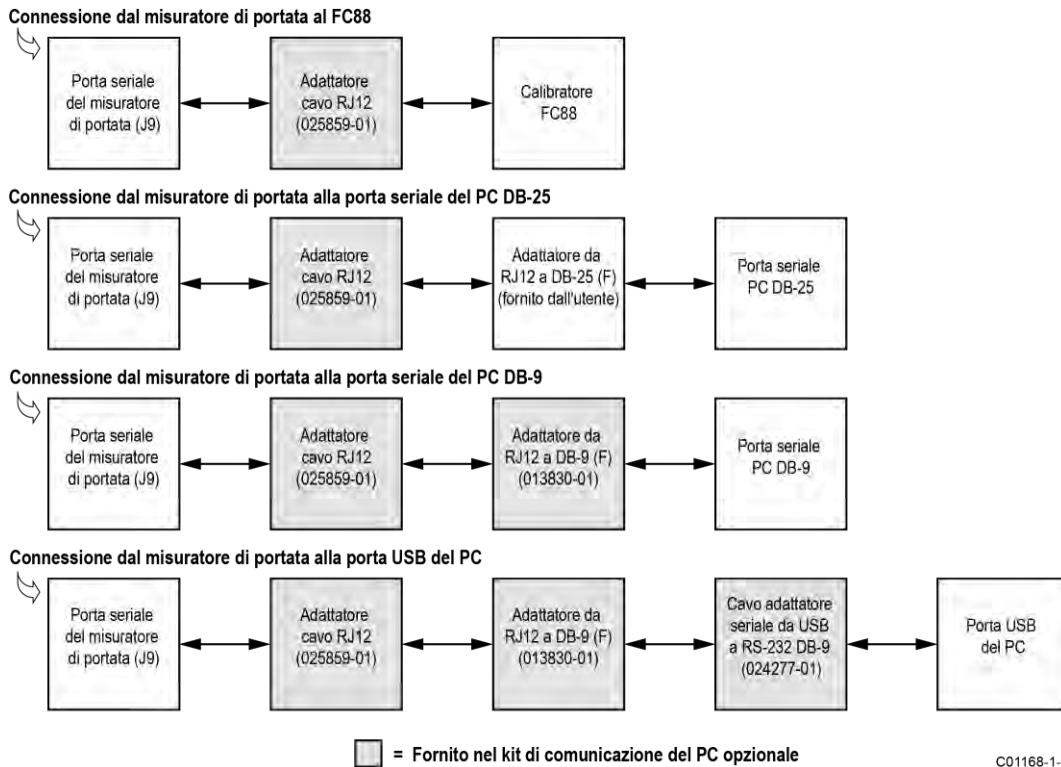 Connessione dal misuratore di portata al FC88
Porta seriale
del misuratore
di portata (J9)
Adattatore
cavo RJ12
(025859-01)
Calibratore
FC88
Connessione dal misuratore di portata alla porta seriale del PC DB-25
Porta seriale
del misuratore
di portata (J9)
Adattatore
cavo RJ12
(025859-01)
Adattatore da
RJ12 a DB-25 (F)
(fornito dall'utente)
Porta seriale
PC DB-25
Connessione dal misuratore di portata alla porta seriale del PC DB-9
Porta seriale
del misuratore
di portata (J9)
Adattatore
cavo RJ12
(025859-01)
Adattatore da
RJ12 a DB-9 (F)
(013830-01)
Porta seriale
PC DB-9
Connessione dal misuratore di portata alla porta USB del PC
Porta seriale
del misuratore
di portata (J9)
Adattatore
cavo RJ12
(025859-01)
Adattatore da
RJ12 a DB-9 (F)
(013830-01)
Cavo adattatore
seriale da USB
a RS-232 DB-9
(024277-01)
Porta USB
del PC
= Fornito nel kit di comunicazione del PC opzionale
C01168-1-